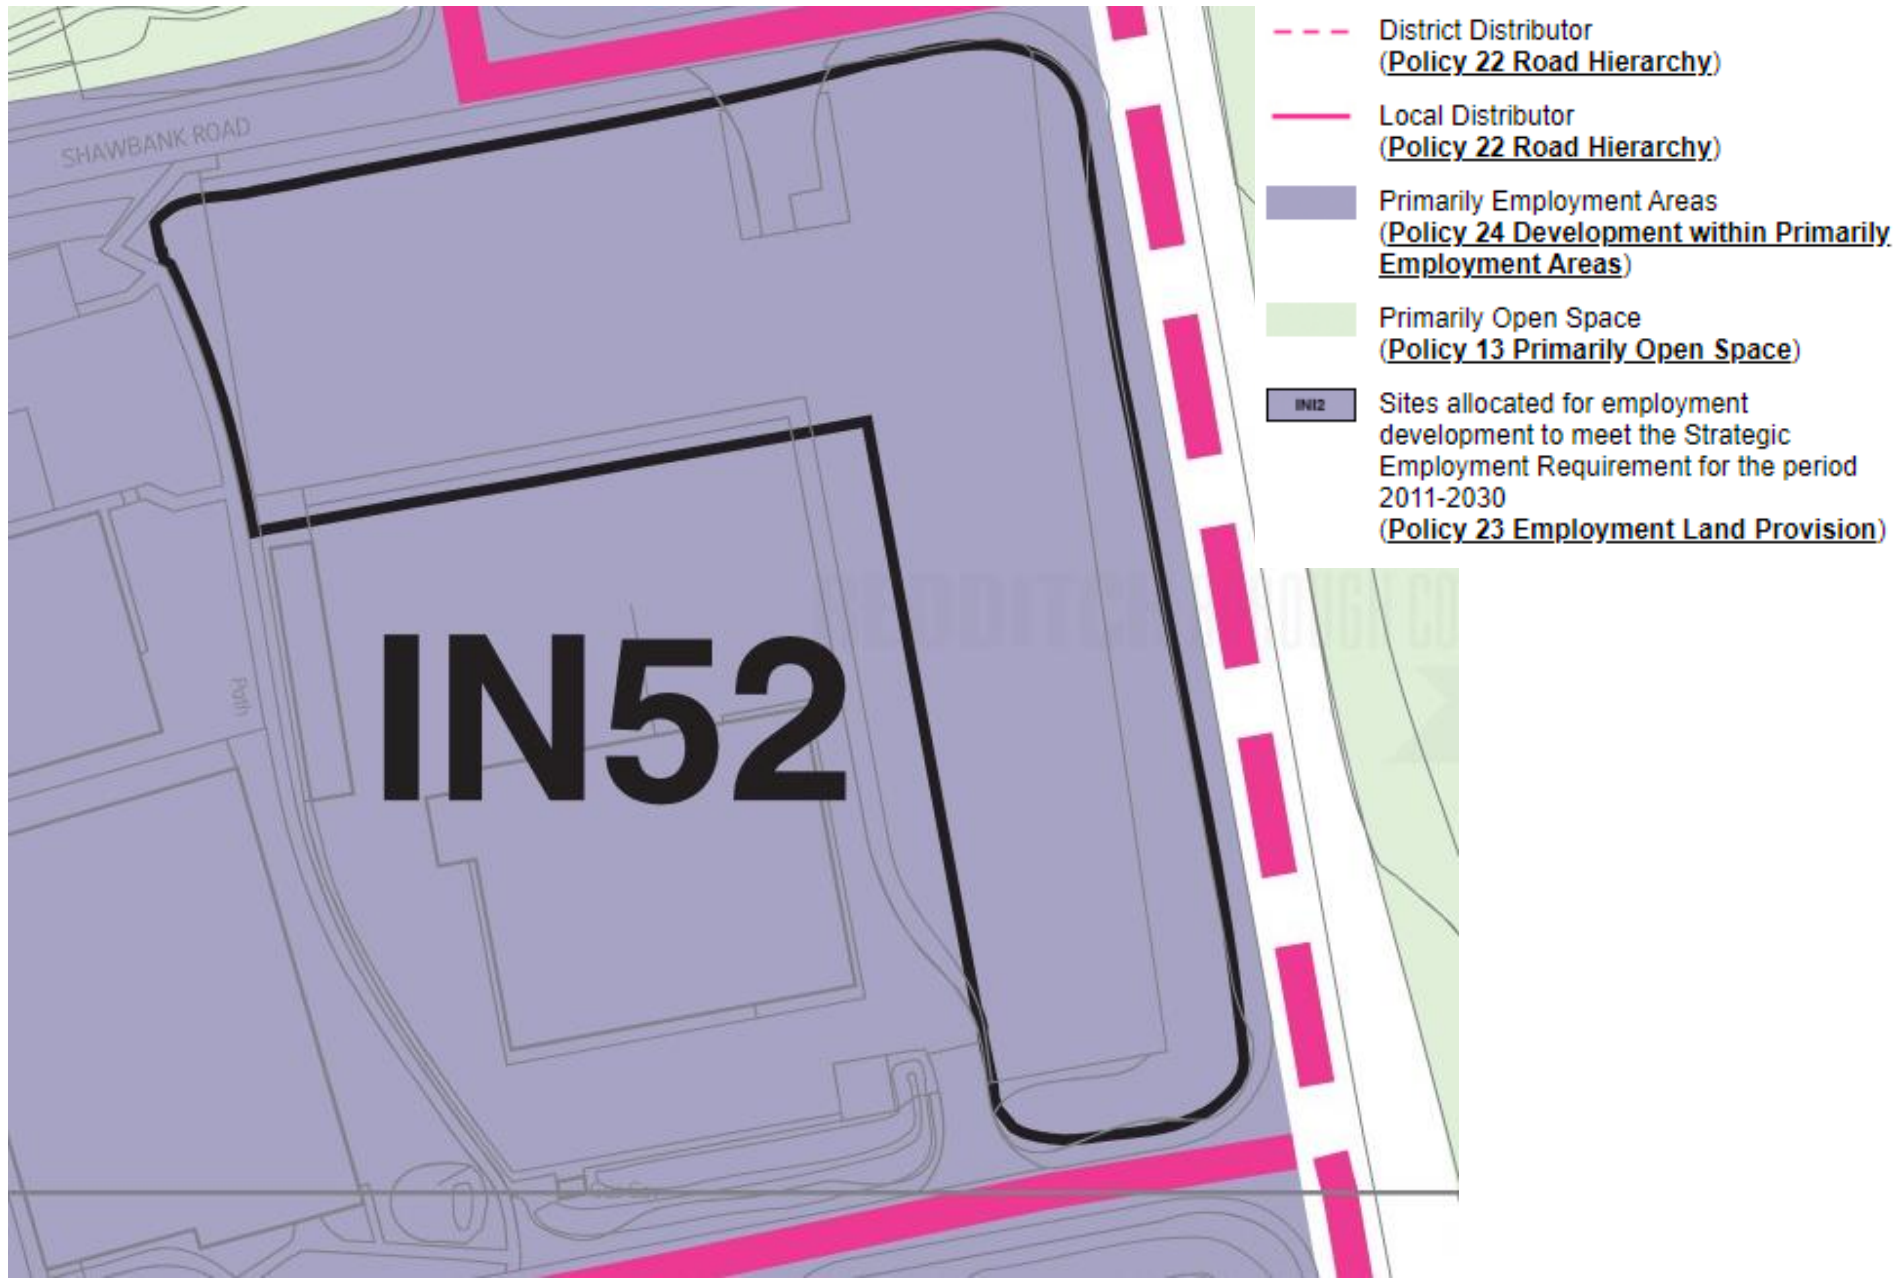 District Distributor
(Policy 22 Road Hierarchy)
Local Distributor
(Policy 22 Road Hierarchy)
Primarily Employment Areas
(Policy 24 Development within Primarily
Employment Areas)
Primarily Open Space
(Policy 13 Primarily Open Space)
INI2
Sites allocated for employment
development to meet the Strategic
Employment Requirement for the period
2011-2030
(Policy 23 Employment Land Provision)
SHAWBANK ROAD
Path
IN52